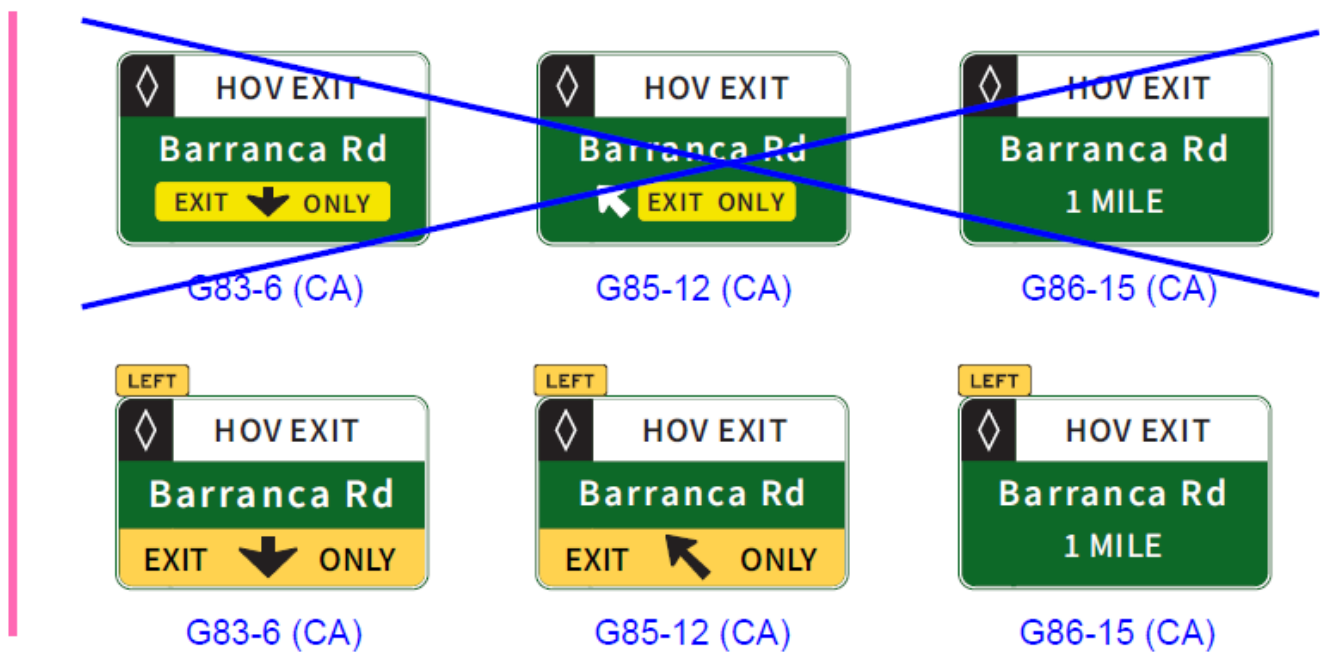 HOV EXIT
Barranca Rd
EXIT ONLY
G83-6 (CA)
HOV EXIT
Barranca Rd
EXIT ONLY
G85-12 (CA)
HOV EXIT
Barranca Rd
1 MILE
G86-15 (CA)
LEFT
HOV EXIT
Barranca Rd
EXIT ONLY
G83-6 (CA)
LEFT
HOV EXIT
Barranca Rd
EXIT ONLY
G85-12 (CA)
LEFT
HOV EXIT
Barranca Rd
1 MILE
G86-15 (CA)